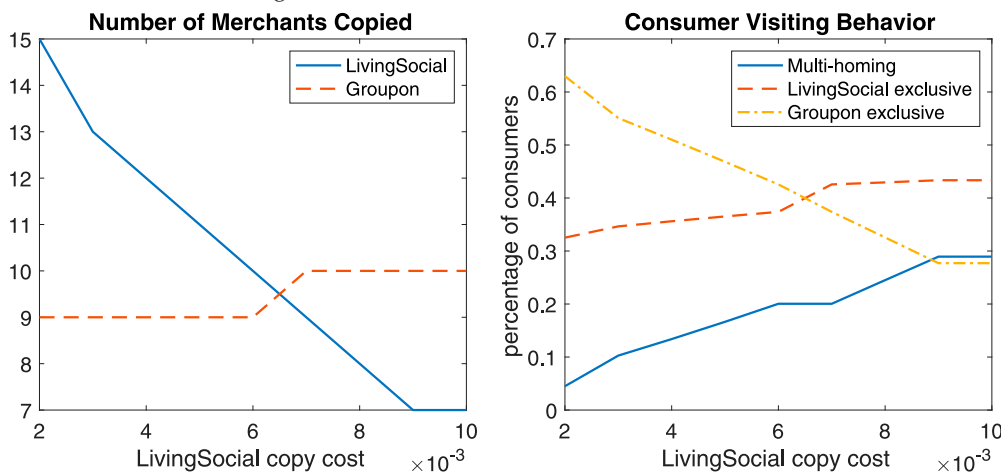 Number of Merchants Copied
15
14
13
12
11
10
9
8
7
LivingSocial
Groupon
2
4
6
8
10
LivingSocial copy cost
×10⁻³
Consumer Visiting Behavior
percentage of consumers
0.7
0.6
0.5
0.4
0.3
0.2
0.1
0
Multi-homing
LivingSocial exclusive
Groupon exclusive
2
4
6
8
10
LivingSocial copy cost
×10⁻³